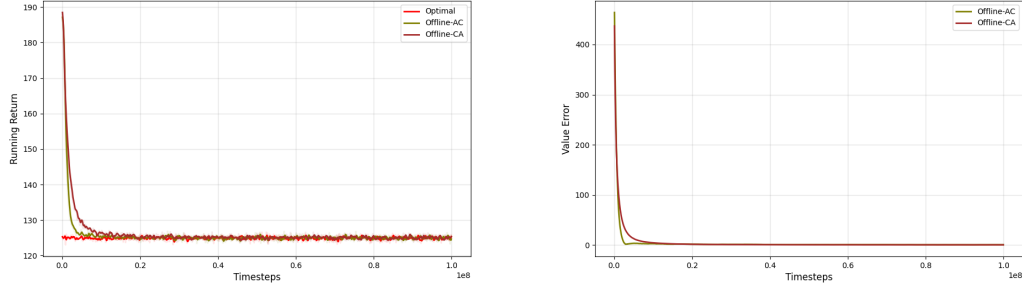 190
180
170
160
150
140
130
120
Running Return
0.0
0.2
0.4
0.6
0.8
1.0
1e8
Timesteps
Optimal
Offline-AC
Offline-CA
400
300
200
100
0
Value Error
0.0
0.2
0.4
0.6
0.8
1.0
1e8
Timesteps
Offline-AC
Offline-CA